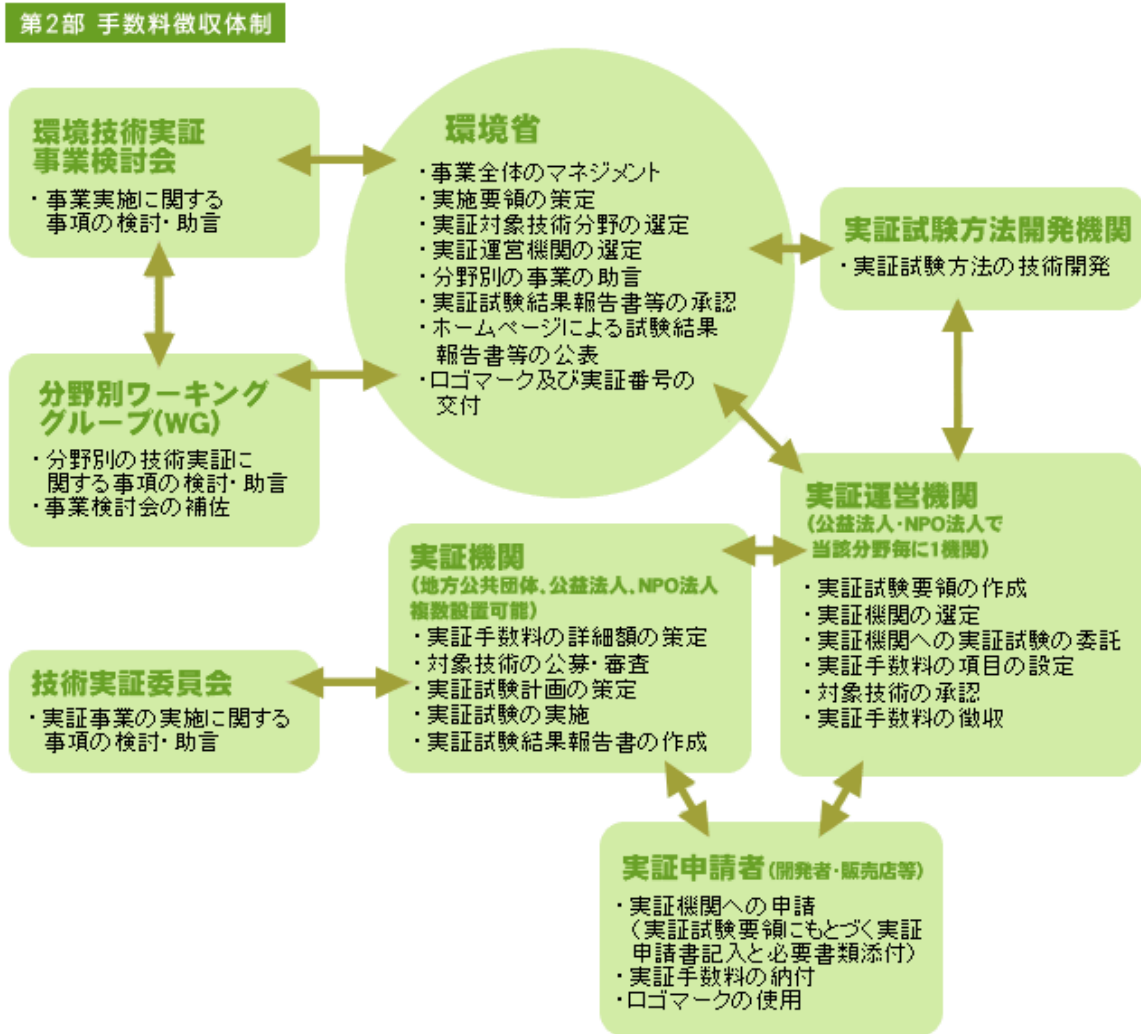 第2部 手数料徴収体制
環境技術実証
事業検討会
・事業実施に関する
事項の検討・助言
環境省
・事業全体のマネジメント
・実施要領の策定
・実証対象技術分野の選定
・実証運営機関の選定
・分野別の事業の助言
・実証試験結果報告書等の承認
・ホームページによる試験結果
報告書等の公表
・ロゴマーク及び実証番号の
交付
実証試験方法開発機関
・実証試験方法の技術開発
分野別ワーキング
グループ(WG)
・分野別の技術実証に
関する事項の検討・助言
・事業検討会の補佐
実証運営機関
(公益法人・NPO法人で
当該分野毎に1機関)
・実証試験要領の作成
・実証機関の選定
・実証機関への実証試験の委託
・実証手数料の項目の設定
・対象技術の承認
・実証手数料の徴収
実証機関
(地方公共団体、公益法人、NPO法人
複数設置可能)
・実証手数料の詳細額の策定
・対象技術の公募・審査
・実証試験計画の策定
・実証試験の実施
・実証試験結果報告書の作成
技術実証委員会
・実証事業の実施に関する
事項の検討・助言
実証申請者(開発者・販売店等)
・実証機関への申請
(実証試験要領にもとづく実証
申請書記入と必要書類添付)
・実証手数料の納付
・ロゴマークの使用